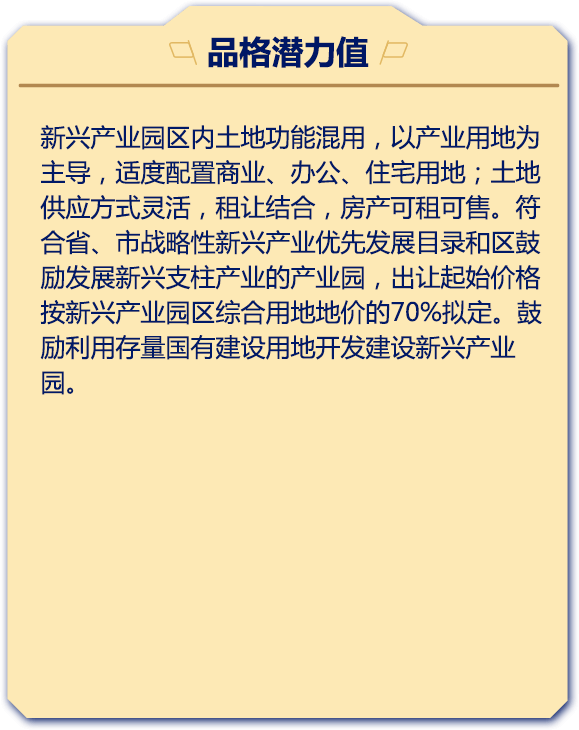 品格潜力值
新兴产业园区内土地功能混用，以产业用地为
主导，适度配置商业、办公、住宅用地；土地
供应方式灵活，租让结合，房产可租可售。符
合省、市战略性新兴产业优先发展目录和区鼓
励发展新兴支柱产业的产业园，出让起始价格
按新兴产业园区综合用地地价的70%拟定。鼓
励利用存量国有建设用地开发建设新兴产业
园。